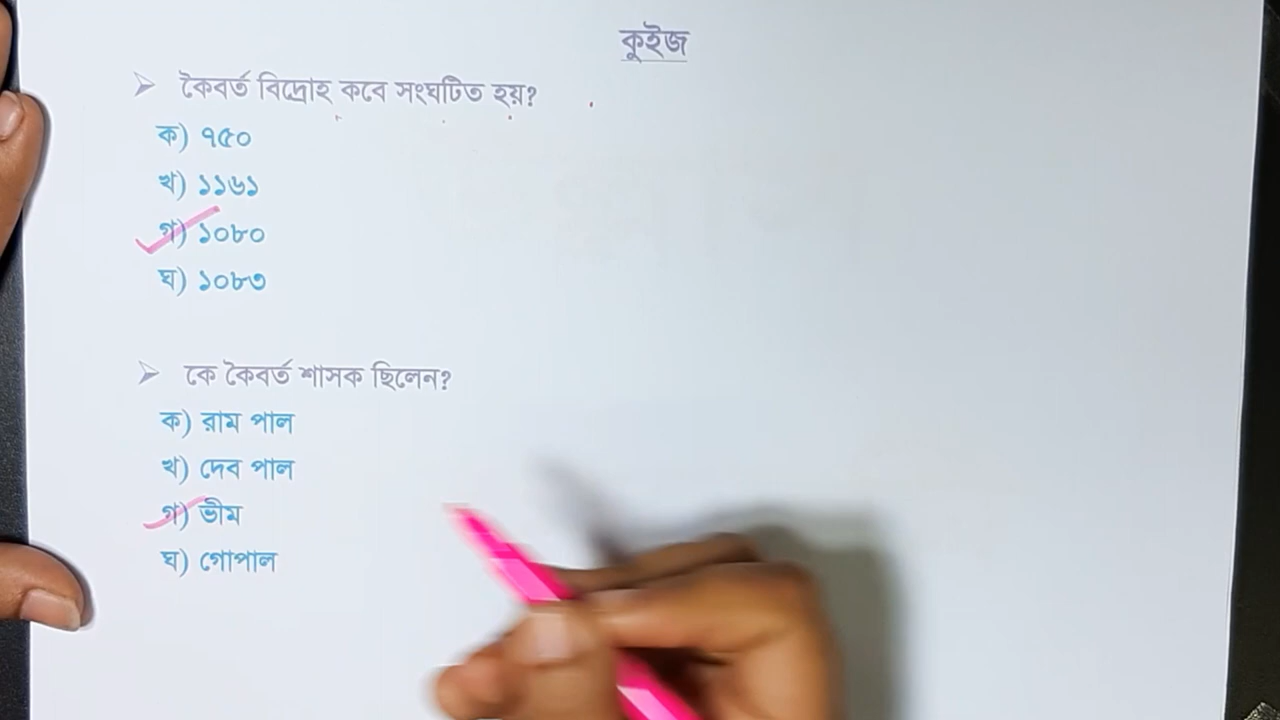 কুইজ
কৈবর্ত বিদ্রোহ কবে সংঘটিত হয়?
ক) ৭৫০
খ) ১১৬১
গ) ১০৮০
ঘ) ১০৮৩
কে কৈবর্ত শাসক ছিলেন?
ক) রাম পাল
খ) দেব পাল
গ) ভীম
ঘ) গোপাল